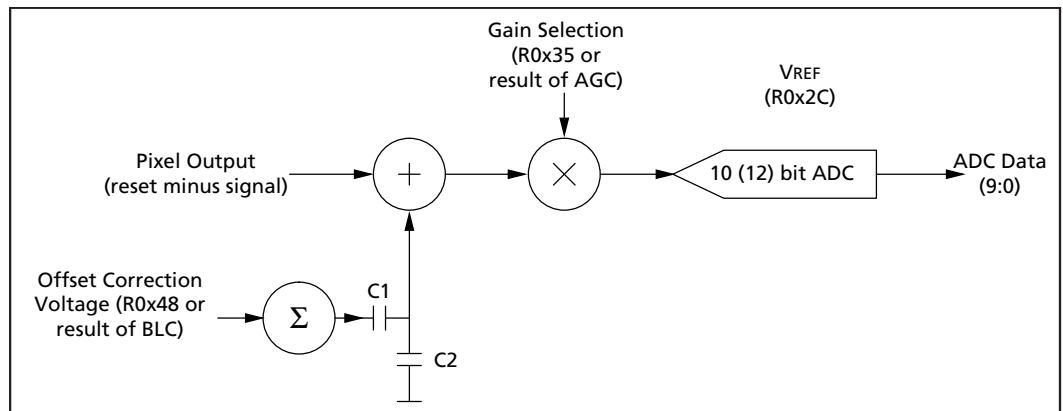 Gain Selection
(R0x35 or
result of AGC)
VREF
(R0x2C)
Pixel Output
(reset minus signal)
+
×
10 (12) bit ADC
ADC Data
(9:0)
Offset Correction
Voltage (R0x48 or
result of BLC)
Σ
C1
C2